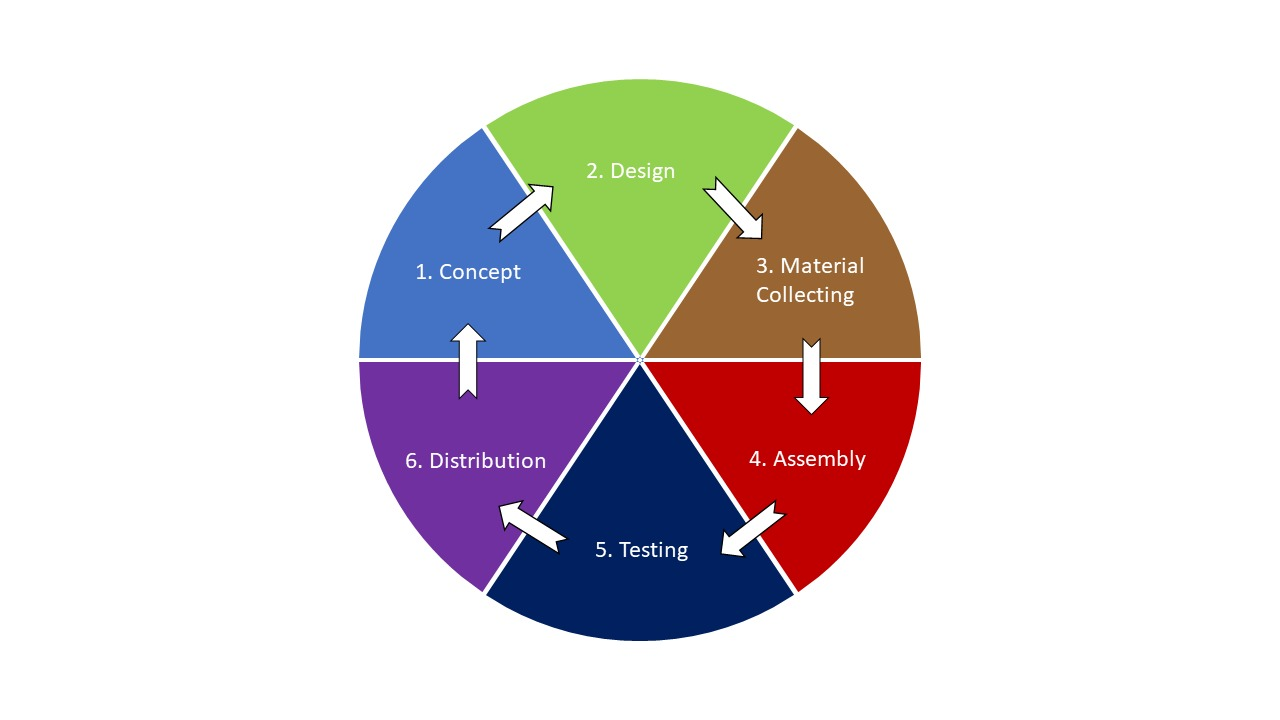 1. Concept
2. Design
3. Material
Collecting
4. Assembly
5. Testing
6. Distribution